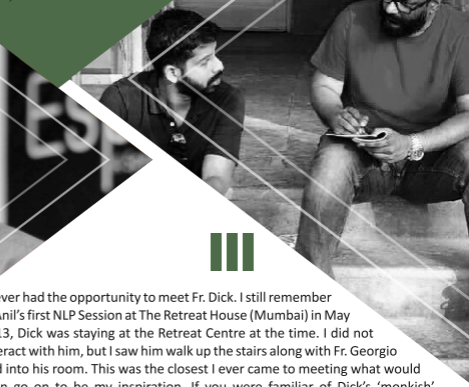 Esp
III
ever had the opportunity to meet Fr. Dick. I still remember
Anil's first NLP Session at The Retreat House (Mumbai) in May
13, Dick was staying at the Retreat Centre at the time. I did not
eract with him, but I saw him walk up the stairs along with Fr. Georgio
d into his room. This was the closest I ever came to meeting what would
n go on to be my inspiration. If you were familiar of Dick's 'monkish'